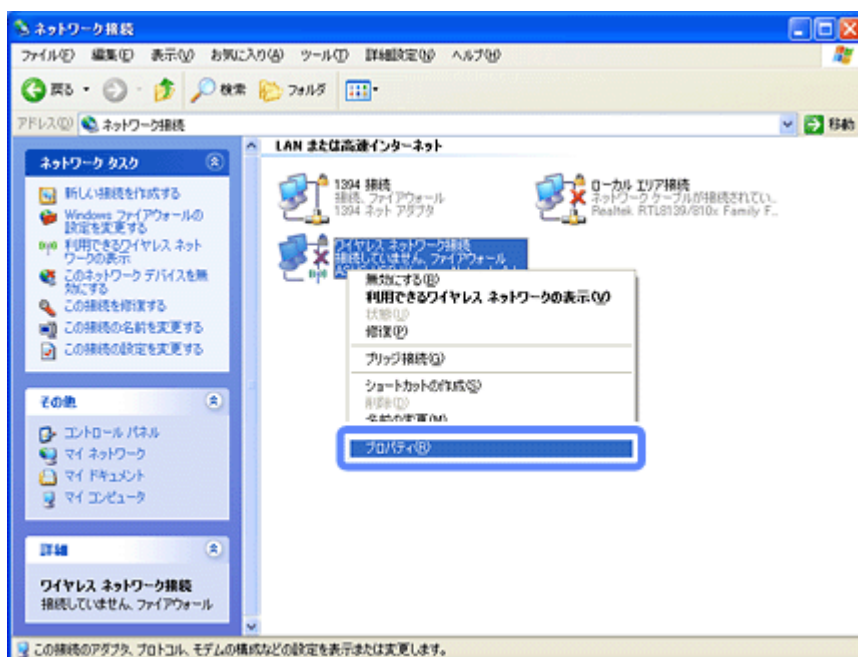 ネットワーク接続
ファイル(F) 編集(E) 表示(V) お気に入り(A) ツール(T) 詳細設定(N) ヘルプ(H)
戻る 検索 フォルダ
アドレス(D) ネットワーク接続 移動
ネットワーク タスク
新しい接続を作成する
Windows ファイアウォールの
設定を変更する
利用できるワイヤレス ネット
ワークの表示
このネットワーク デバイスを無
効にする
この接続を修復する
この接続の名前を変更する
この接続の設定を変更する
その他
コントロール パネル
マイ ネットワーク
マイ ドキュメント
マイ コンピュータ
詳細
ワイヤレス ネットワーク接続
接続していません、ファイアウォール
LAN または高速インターネット
1394 接続
接続、ファイアウォール
1394 ネット アダプタ
ローカル エリア接続
ネットワーク ケーブルが接続されてい...
Realtek RTL8139/810x Family F...
ワイヤレス ネットワーク接続
接続していません、ファイアウォール
無効にする(B)
利用できるワイヤレス ネットワークの表示(V)
状態(U)
修復(P)
ブリッジ接続(G)
ショートカットの作成(S)
削除(D)
名前の変更(M)
プロパティ(R)
この接続のアダプタ、プロトコル、モデムの構成などの設定を表示または変更します。